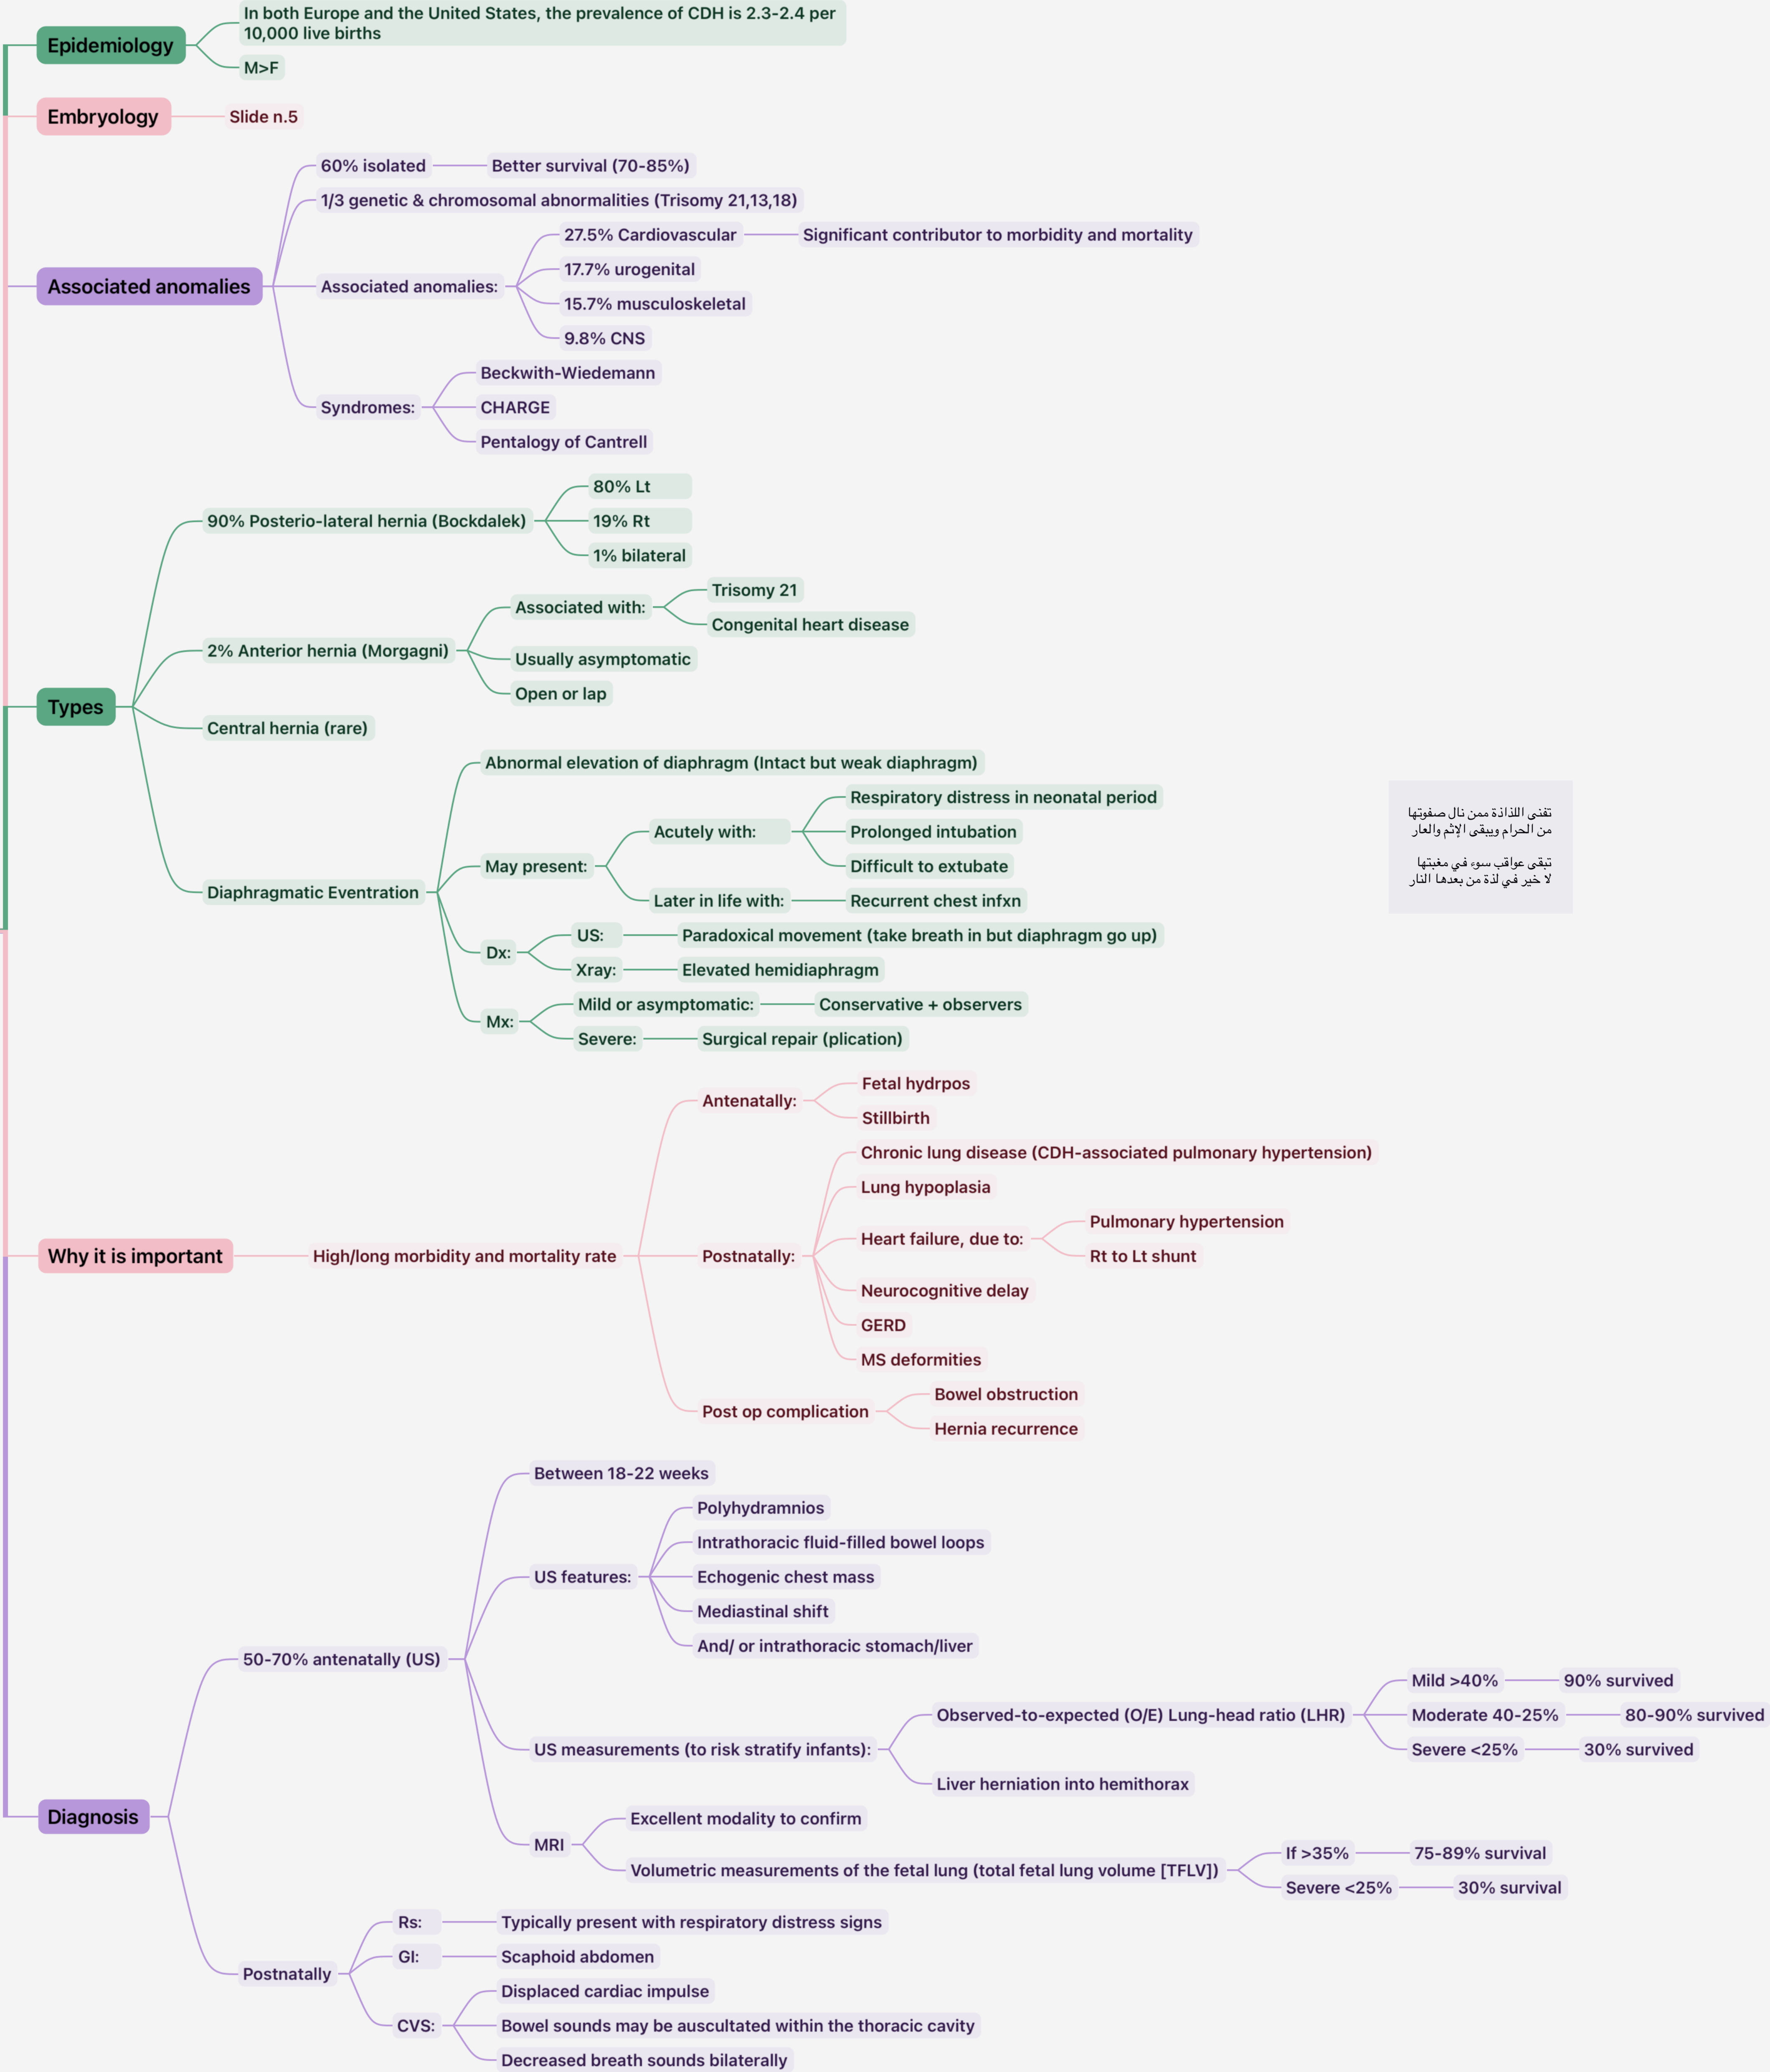 Epidemiology
In both Europe and the United States, the prevalence of CDH is 2.3-2.4 per
10,000 live births
M>F
Embryology
Slide n.5
Associated anomalies
60% isolated
Better survival (70-85%)
1/3 genetic & chromosomal abnormalities (Trisomy 21,13,18)
Associated anomalies:
27.5% Cardiovascular
Significant contributor to morbidity and mortality
17.7% urogenital
15.7% musculoskeletal
9.8% CNS
Syndromes:
Beckwith-Wiedemann
CHARGE
Pentalogy of Cantrell
Types
90% Posterio-lateral hernia (Bockdalek)
80% Lt
19% Rt
1% bilateral
2% Anterior hernia (Morgagni)
Associated with:
Trisomy 21
Congenital heart disease
Usually asymptomatic
Open or lap
Central hernia (rare)
Diaphragmatic Eventration
Abnormal elevation of diaphragm (Intact but weak diaphragm)
May present:
Acutely with:
Respiratory distress in neonatal period
Prolonged intubation
Difficult to extubate
Later in life with:
Recurrent chest infxn
Dx:
US:
Paradoxical movement (take breath in but diaphragm go up)
Xray:
Elevated hemidiaphragm
Mx:
Mild or asymptomatic:
Conservative + observers
Severe:
Surgical repair (plication)
تفنى اللذاذة ممن نال صفوتها
من الحرام ويبقى الإثم والعار
تبقى عواقب سوء في مغبتها
لا خير في لذة من بعدها النار
Why it is important
High/long morbidity and mortality rate
Antenatally:
Fetal hydrpos
Stillbirth
Postnatally:
Chronic lung disease (CDH-associated pulmonary hypertension)
Lung hypoplasia
Heart failure, due to:
Pulmonary hypertension
Rt to Lt shunt
Neurocognitive delay
GERD
MS deformities
Post op complication
Bowel obstruction
Hernia recurrence
Diagnosis
50-70% antenatally (US)
Between 18-22 weeks
US features:
Polyhydramnios
Intrathoracic fluid-filled bowel loops
Echogenic chest mass
Mediastinal shift
And/ or intrathoracic stomach/liver
US measurements (to risk stratify infants):
Observed-to-expected (O/E) Lung-head ratio (LHR)
Mild >40%
90% survived
Moderate 40-25%
80-90% survived
Severe <25%
30% survived
Liver herniation into hemithorax
MRI
Excellent modality to confirm
Volumetric measurements of the fetal lung (total fetal lung volume [TFLV])
If >35%
75-89% survival
Severe <25%
30% survival
Postnatally
Rs:
Typically present with respiratory distress signs
GI:
Scaphoid abdomen
CVS:
Displaced cardiac impulse
Bowel sounds may be auscultated within the thoracic cavity
Decreased breath sounds bilaterally